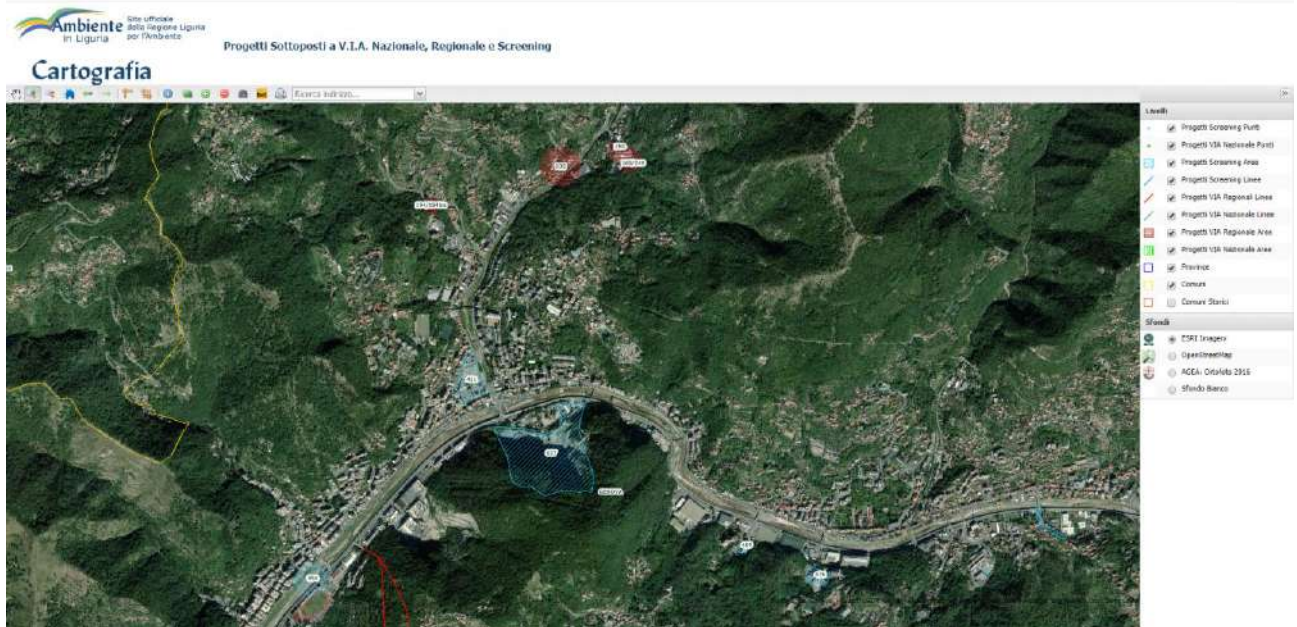 Ambiente
in Liguria
Sito ufficiale
della Regione Liguria
per l'Ambiente
Progetti Sottoposti a V.I.A. Nazionale, Regionale e Screening
Cartografia
Ricerca indirizzo...
Livelli
Progetti Screening Punti
Progetti VIA Nazionale Punti
Progetti Screening Aree
Progetti Screening Linee
Progetti VIA Regionali Linee
Progetti VIA Nazionale Linee
Progetti VIA Regionale Aree
Progetti VIA Nazionale Aree
Province
Comuni
Comuni Storici
Sfondi
ESRI Imagery
OpenStreetMap
AGEA: Ortofoto 2016
Sfondo Bianco